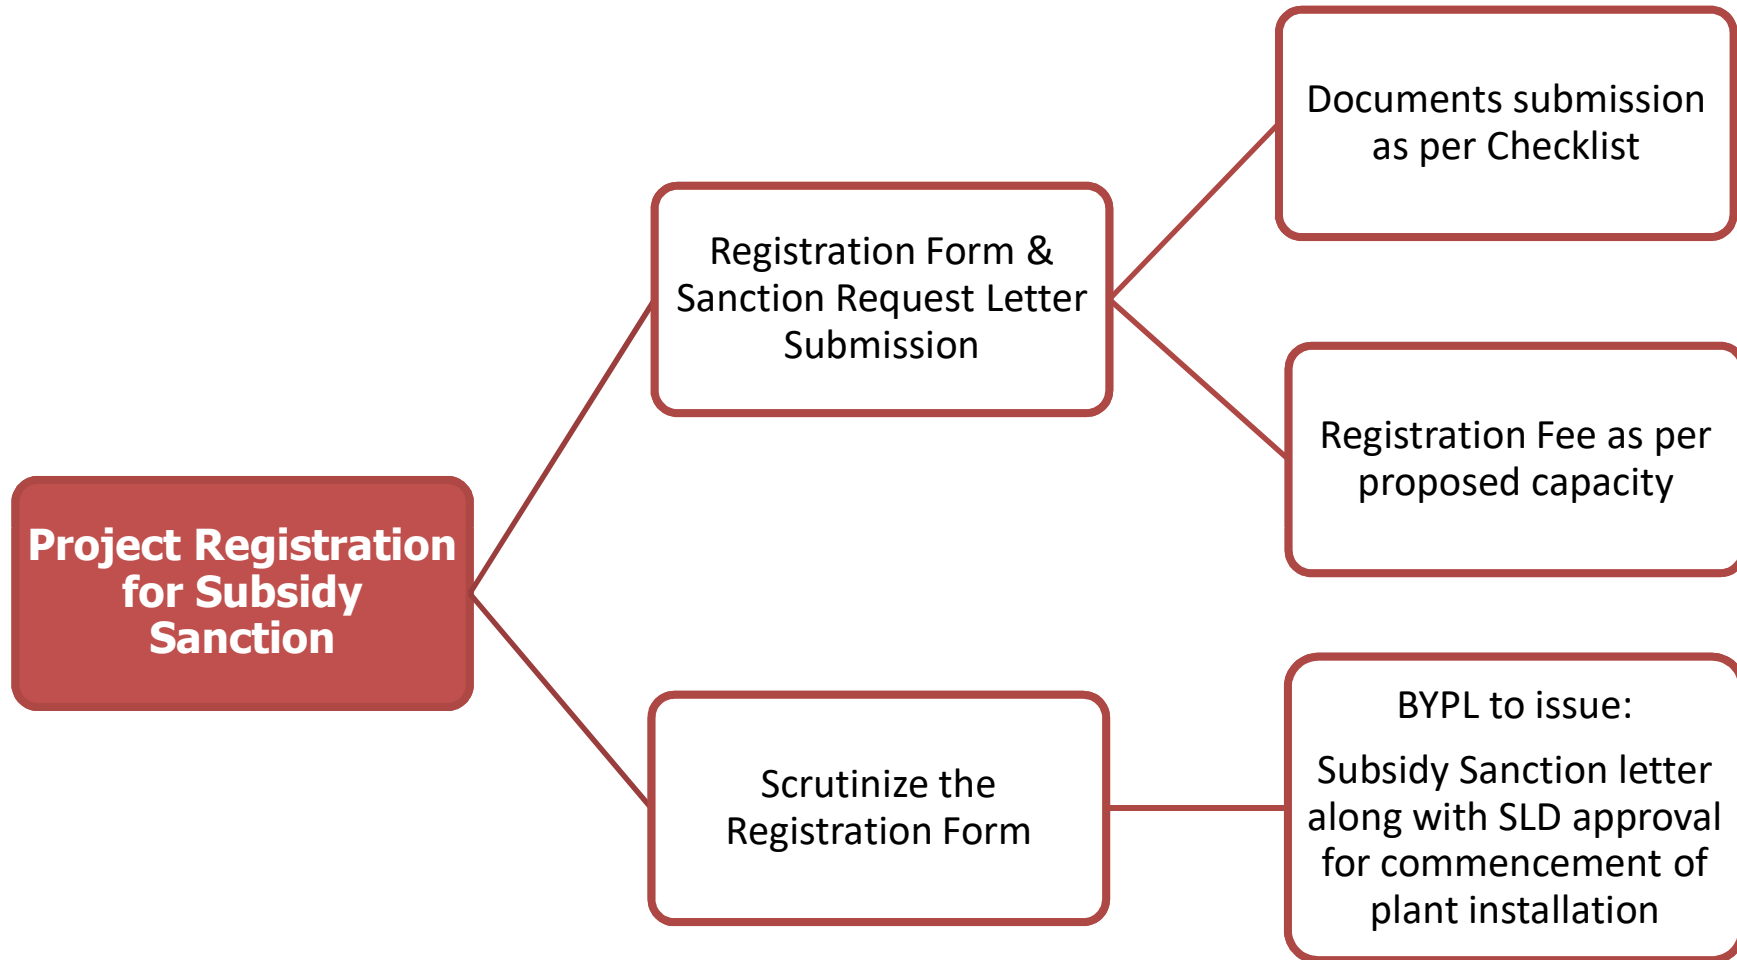 Project Registration
for Subsidy
Sanction
Registration Form &
Sanction Request Letter
Submission
Documents submission
as per Checklist
Registration Fee as per
proposed capacity
Scrutinize the
Registration Form
BYPL to issue:
Subsidy Sanction letter
along with SLD approval
for commencement of
plant installation